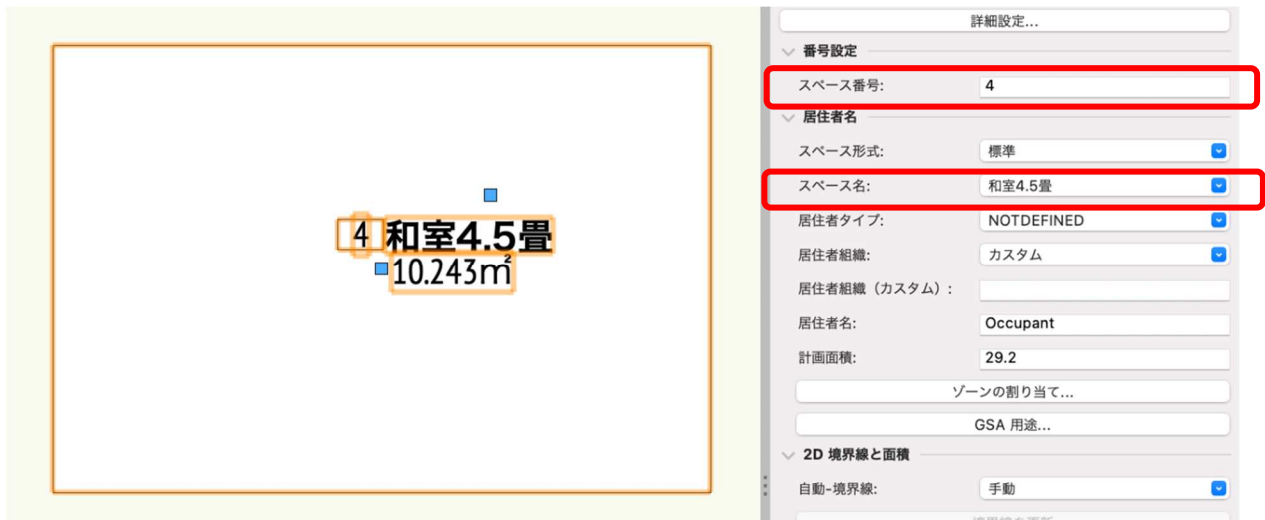 4 和室4.5畳
10.243㎡
詳細設定...
番号設定
スペース番号: 4
居住者名
スペース形式: 標準
スペース名: 和室4.5畳
居住者タイプ: NOTDEFINED
居住者組織: カスタム
居住者組織（カスタム）:
居住者名: Occupant
計画面積: 29.2
ゾーンの割り当て...
GSA 用途...
2D 境界線と面積
自動-境界線: 手動